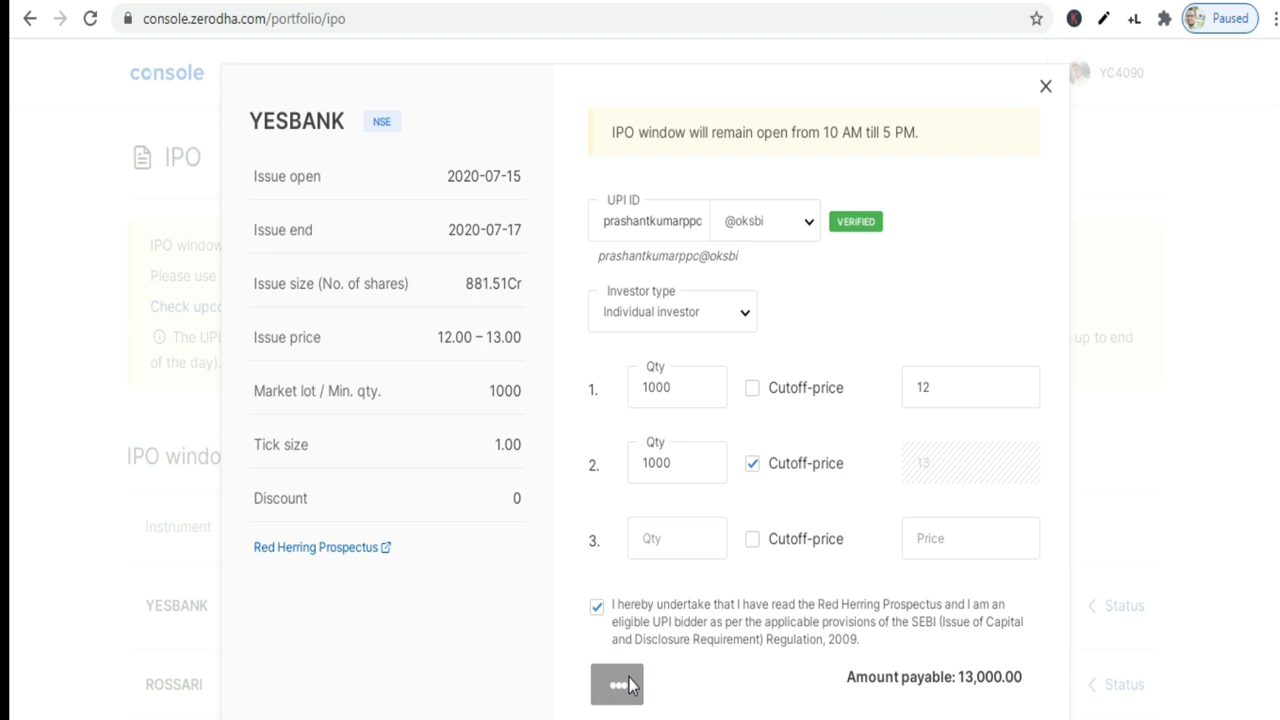 console.zerodha.com/portfolio/ipo
Paused
console
YC4090
YESBANK NSE
IPO window will remain open from 10 AM till 5 PM.
IPO
Issue open 2020-07-15
UPI ID
prashantkumarppc @oksbi VERIFIED
prashantkumarppc@oksbi
Issue end 2020-07-17
IPO window
Please use
Issue size (No. of shares) 881.51Cr
Investor type
Individual investor
Check upco
The UPI
up to end
Issue price 12.00 – 13.00
of the day).
Market lot / Min. qty. 1000
1. Qty 1000 Cutoff-price 12
Tick size 1.00
IPO windo
2. Qty 1000 Cutoff-price 13
Discount 0
Instrument
3. Qty Cutoff-price Price
Red Herring Prospectus
YESBANK
Status
I hereby undertake that I have read the Red Herring Prospectus and I am an
eligible UPI bidder as per the applicable provisions of the SEBI (Issue of Capital
and Disclosure Requirement) Regulation, 2009.
ROSSARI
Status
Amount payable: 13,000.00